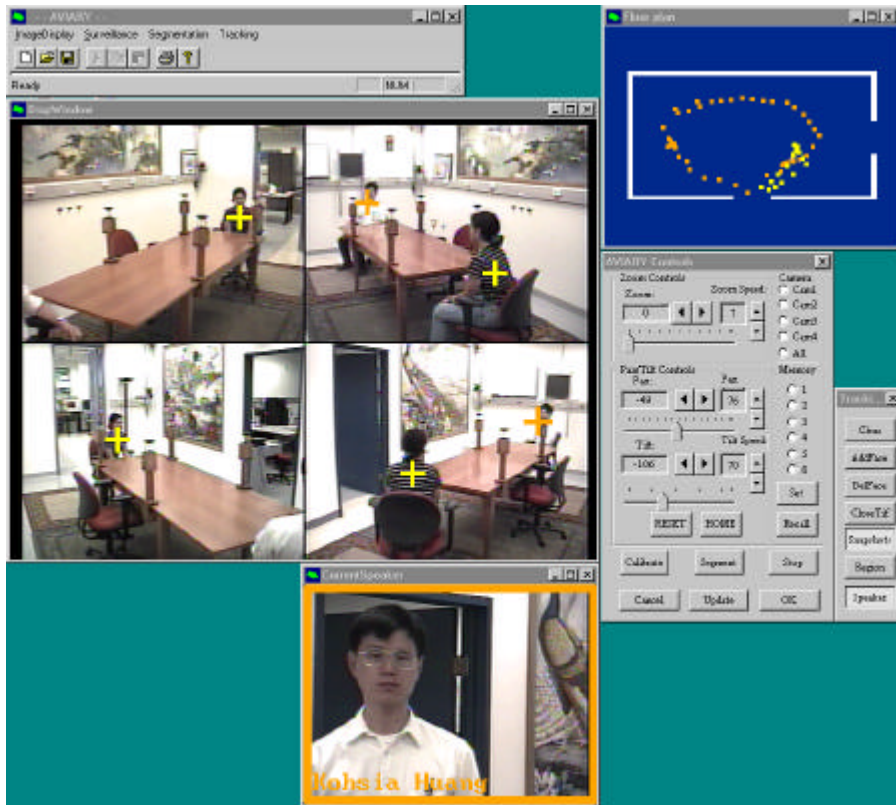 AVIARY
ImageDisplay Surveillance Segmentation Tracking
Ready
Floor plan
AVIARY Controls
Zoom Controls
Zoom:
0
Zoom Speed:
Camera
Cam1
Cam2
Cam3
Cam4
All
Pan/Tilt Controls
Pan:
-49
Pan
76
Tilt:
-106
Tilt Speed
70
Memory
1
2
3
4
5
6
RESET HOME
Set
Recall
Calibrate Segment Stop
Cancel Update OK
Clear
AddFace
DelFace
CloseTif
Snapshots
Region
Speaker
CurrentSpeaker
Kohsia Huang